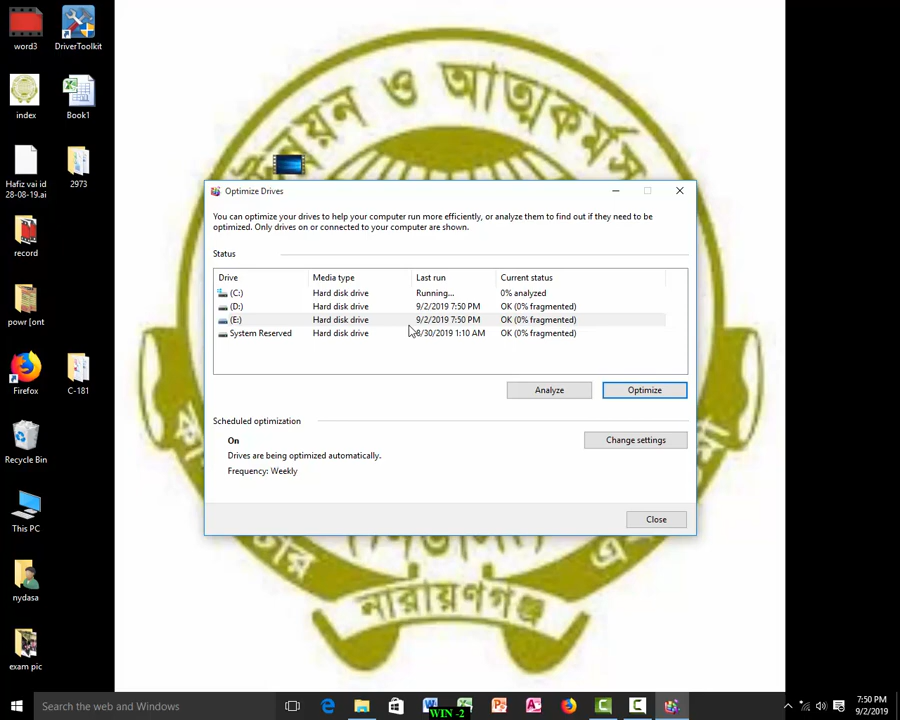 word3
DriverToolkit
index
Book1
Hafiz vai id
28-08-19.ai
2973
record
powr [ont
Firefox
C-181
Recycle Bin
This PC
nydasa
exam pic
ন্নয়ন ও আত্মকর্মস
Optimize Drives
You can optimize your drives to help your computer run more efficiently, or analyze them to find out if they need to be
optimized. Only drives on or connected to your computer are shown.
Status
Drive Media type Last run Current status
(C:) Hard disk drive Running... 0% analyzed
(D:) Hard disk drive 9/2/2019 7:50 PM OK (0% fragmented)
(E:) Hard disk drive 9/2/2019 7:50 PM OK (0% fragmented)
System Reserved Hard disk drive 8/30/2019 1:10 AM OK (0% fragmented)
Analyze
Optimize
Scheduled optimization
On
Change settings
Drives are being optimized automatically.
Frequency: Weekly
Close
নারায়ণগঞ্জ
Search the web and Windows
WIN -2
7:50 PM
9/2/2019